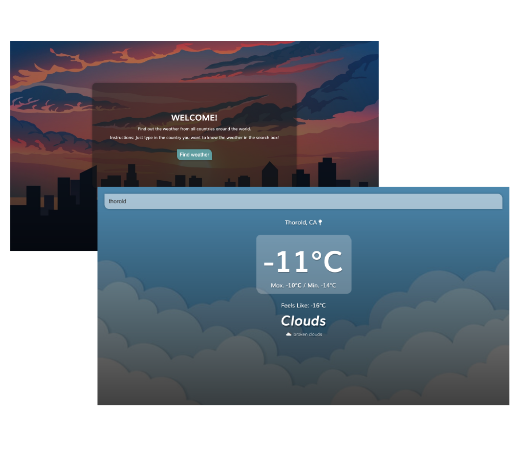 WELCOME!
Find out the weather from all countries around the world.
Instructions: Just type in the country you want to know the weather in the search bar!
Find weather
thorold
Thorold, CA
-11°C
Max: -10°C / Min: -14°C
Feels Like: -16°C
Clouds
broken clouds